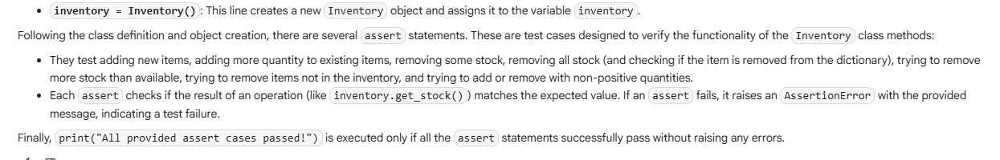 • inventory = Inventory(): This line creates a new Inventory object and assigns it to the variable inventory.
Following the class definition and object creation, there are several assert statements. These are test cases designed to verify the functionality of the Inventory class methods:
• They test adding new items, adding more quantity to existing items, removing some stock, removing all stock (and checking if the item is removed from the dictionary), trying to remove
more stock than available, trying to remove items not in the inventory, and trying to add or remove with non-positive quantities.
• Each assert checks if the result of an operation (like inventory.get_stock()) matches the expected value. If an assert fails, it raises an AssertionError with the provided
message, indicating a test failure.
Finally, print("All provided assert cases passed!") is executed only if all the assert statements successfully pass without raising any errors.